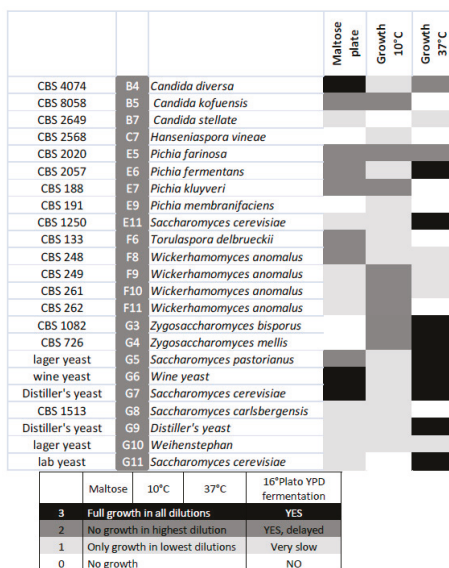 Maltose plate
Growth 10°C
Growth 37°C
CBS 4074 B4 Candida diversa
CBS 8058 B5 Candida kofuensis
CBS 2649 B7 Candida stellate
CBS 2568 C7 Hanseniaspora vineae
CBS 2020 E5 Pichia farinosa
CBS 2057 E6 Pichia fermentans
CBS 188 E7 Pichia kluyveri
CBS 191 E9 Pichia membranifaciens
CBS 1250 E11 Saccharomyces cerevisiae
CBS 133 F6 Torulaspora delbrueckii
CBS 248 F8 Wickerhamomyces anomalus
CBS 249 F9 Wickerhamomyces anomalus
CBS 261 F10 Wickerhamomyces anomalus
CBS 262 F11 Wickerhamomyces anomalus
CBS 1082 G3 Zygosaccharomyces bisporus
CBS 726 G4 Zygosaccharomyces mellis
lager yeast G5 Saccharomyces pastorianus
wine yeast G6 Wine yeast
Distiller's yeast G7 Saccharomyces cerevisiae
CBS 1513 G8 Saccharomyces carlsbergensis
Distiller's yeast G9 Distiller's yeast
lager yeast G10 Weihenstephan
lab yeast G11 Saccharomyces cerevisiae
Maltose 10°C 37°C 16°Plato YPD fermentation
3 Full growth in all dilutions YES
2 No growth in highest dilution YES, delayed
1 Only growth in lowest dilutions Very slow
0 No growth NO